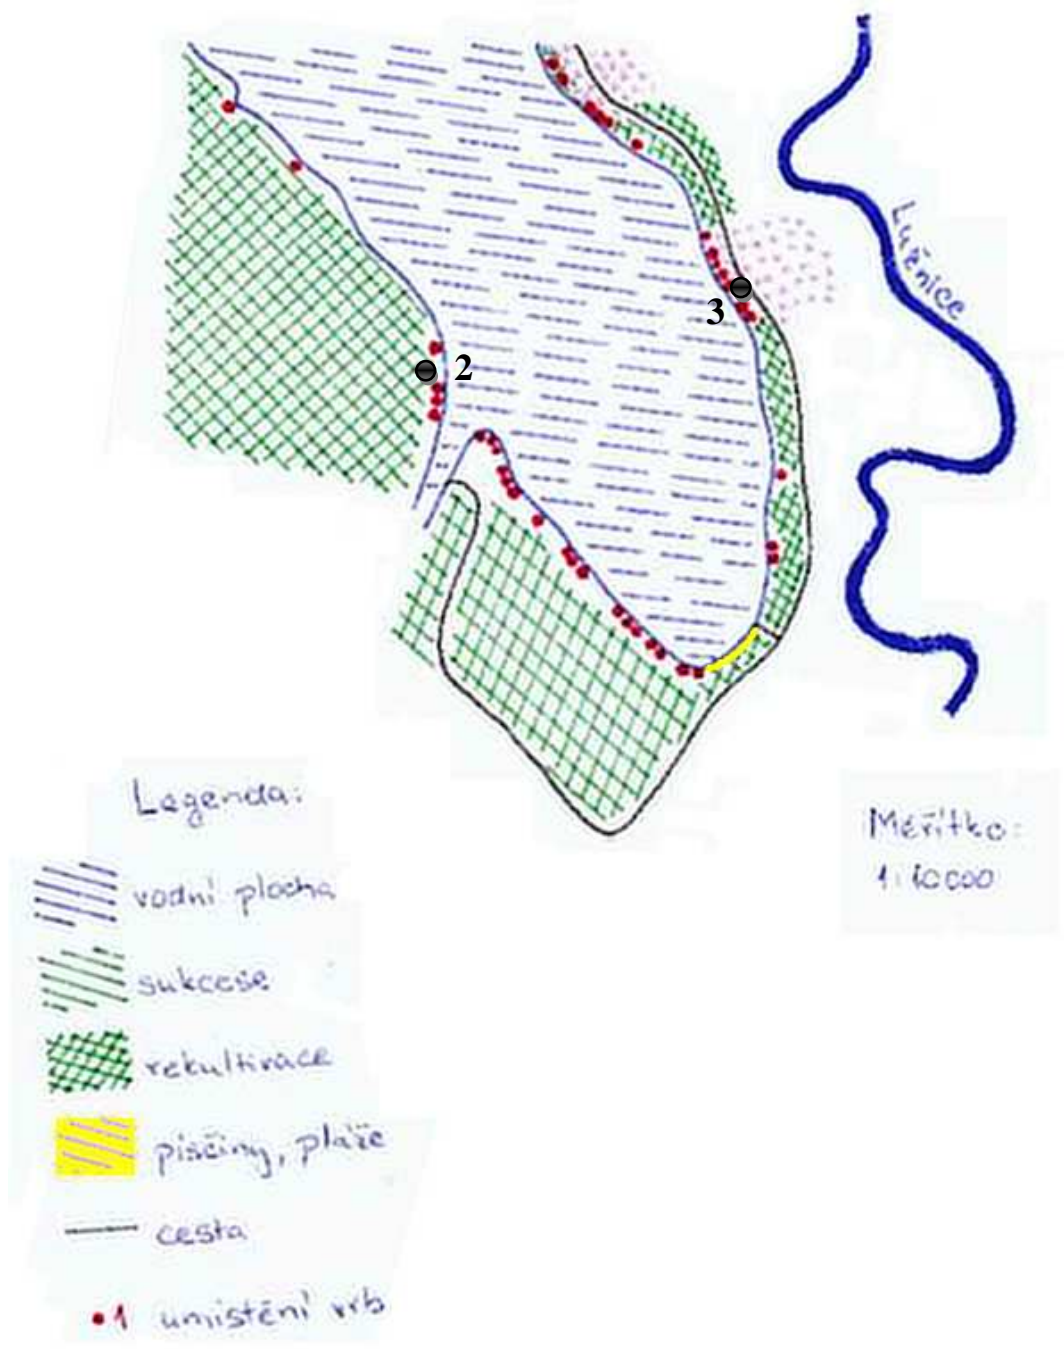 Lužnice
3
2
Legenda:
Měřítko:
1:10000
vodní plocha
sukcese
rekultivace
písčiny, pláže
cesta
1 umístění vrb